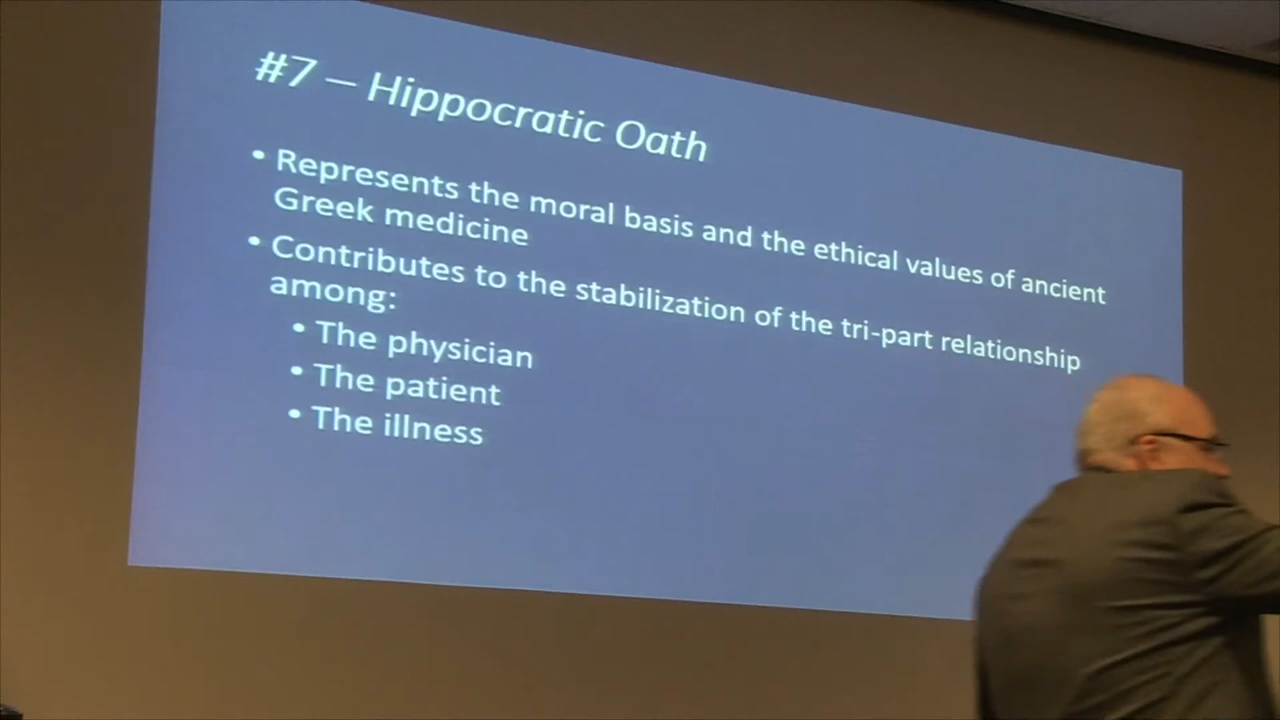 #7 – Hippocratic Oath
• Represents the moral basis and the ethical values of ancient
Greek medicine
• Contributes to the stabilization of the tri-part relationship
among:
• The physician
• The patient
• The illness